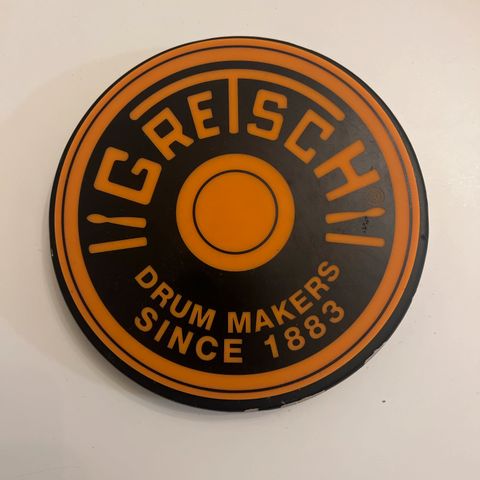 GRETSCH
DRUM MAKERS
SINCE 1883